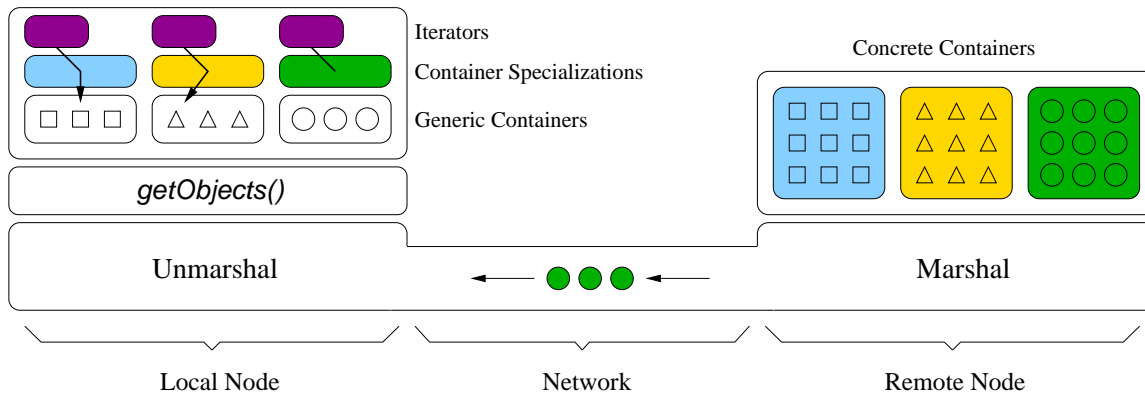 Iterators
Container Specializations
Generic Containers
Concrete Containers
getObjects()
Unmarshal
Marshal
Local Node
Network
Remote Node